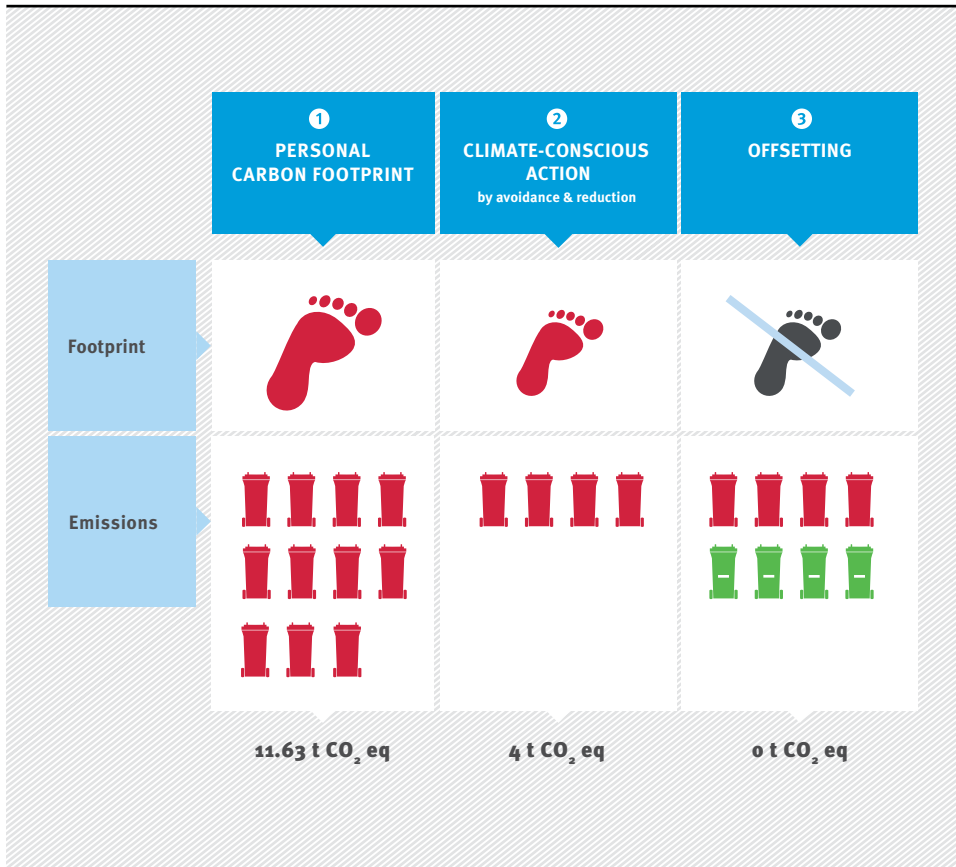 1
PERSONAL
CARBON FOOTPRINT
2
CLIMATE-CONSCIOUS
ACTION
by avoidance & reduction
3
OFFSETTING
Footprint
Emissions
11.63 t CO₂ eq
4 t CO₂ eq
0 t CO₂ eq